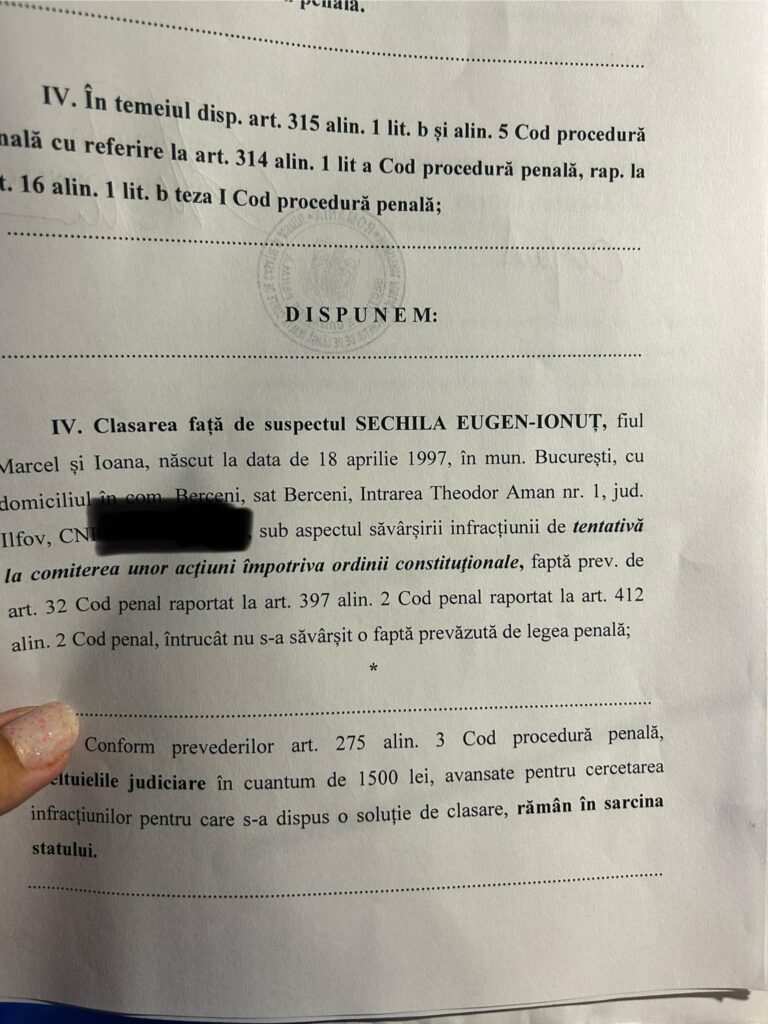 penală.
IV. În temeiul disp. art. 315 alin. 1 lit. b și alin. 5 Cod procedură
nală cu referire la art. 314 alin. 1 lit a Cod procedură penală, rap. la
t. 16 alin. 1 lit. b teza I Cod procedură penală;
DISPUNEM:
IV. Clasarea față de suspectul SECHILA EUGEN-IONUȚ, fiul
Marcel și Ioana, născut la data de 18 aprilie 1997, în mun. București, cu
domiciliul în com. Berceni, sat Berceni, Intrarea Theodor Aman nr. 1, jud.
Ilfov, CNP , sub aspectul săvârșirii infracțiunii de tentativă
la comiterea unor acțiuni împotriva ordinii constituționale, faptă prev. de
art. 32 Cod penal raportat la art. 397 alin. 2 Cod penal raportat la art. 412
alin. 2 Cod penal, întrucât nu s-a săvârșit o faptă prevăzută de legea penală;
*
Conform prevederilor art. 275 alin. 3 Cod procedură penală,
eltuielile judiciare în cuantum de 1500 lei, avansate pentru cercetarea
infracțiunilor pentru care s-a dispus o soluție de clasare, rămân în sarcina
statului.